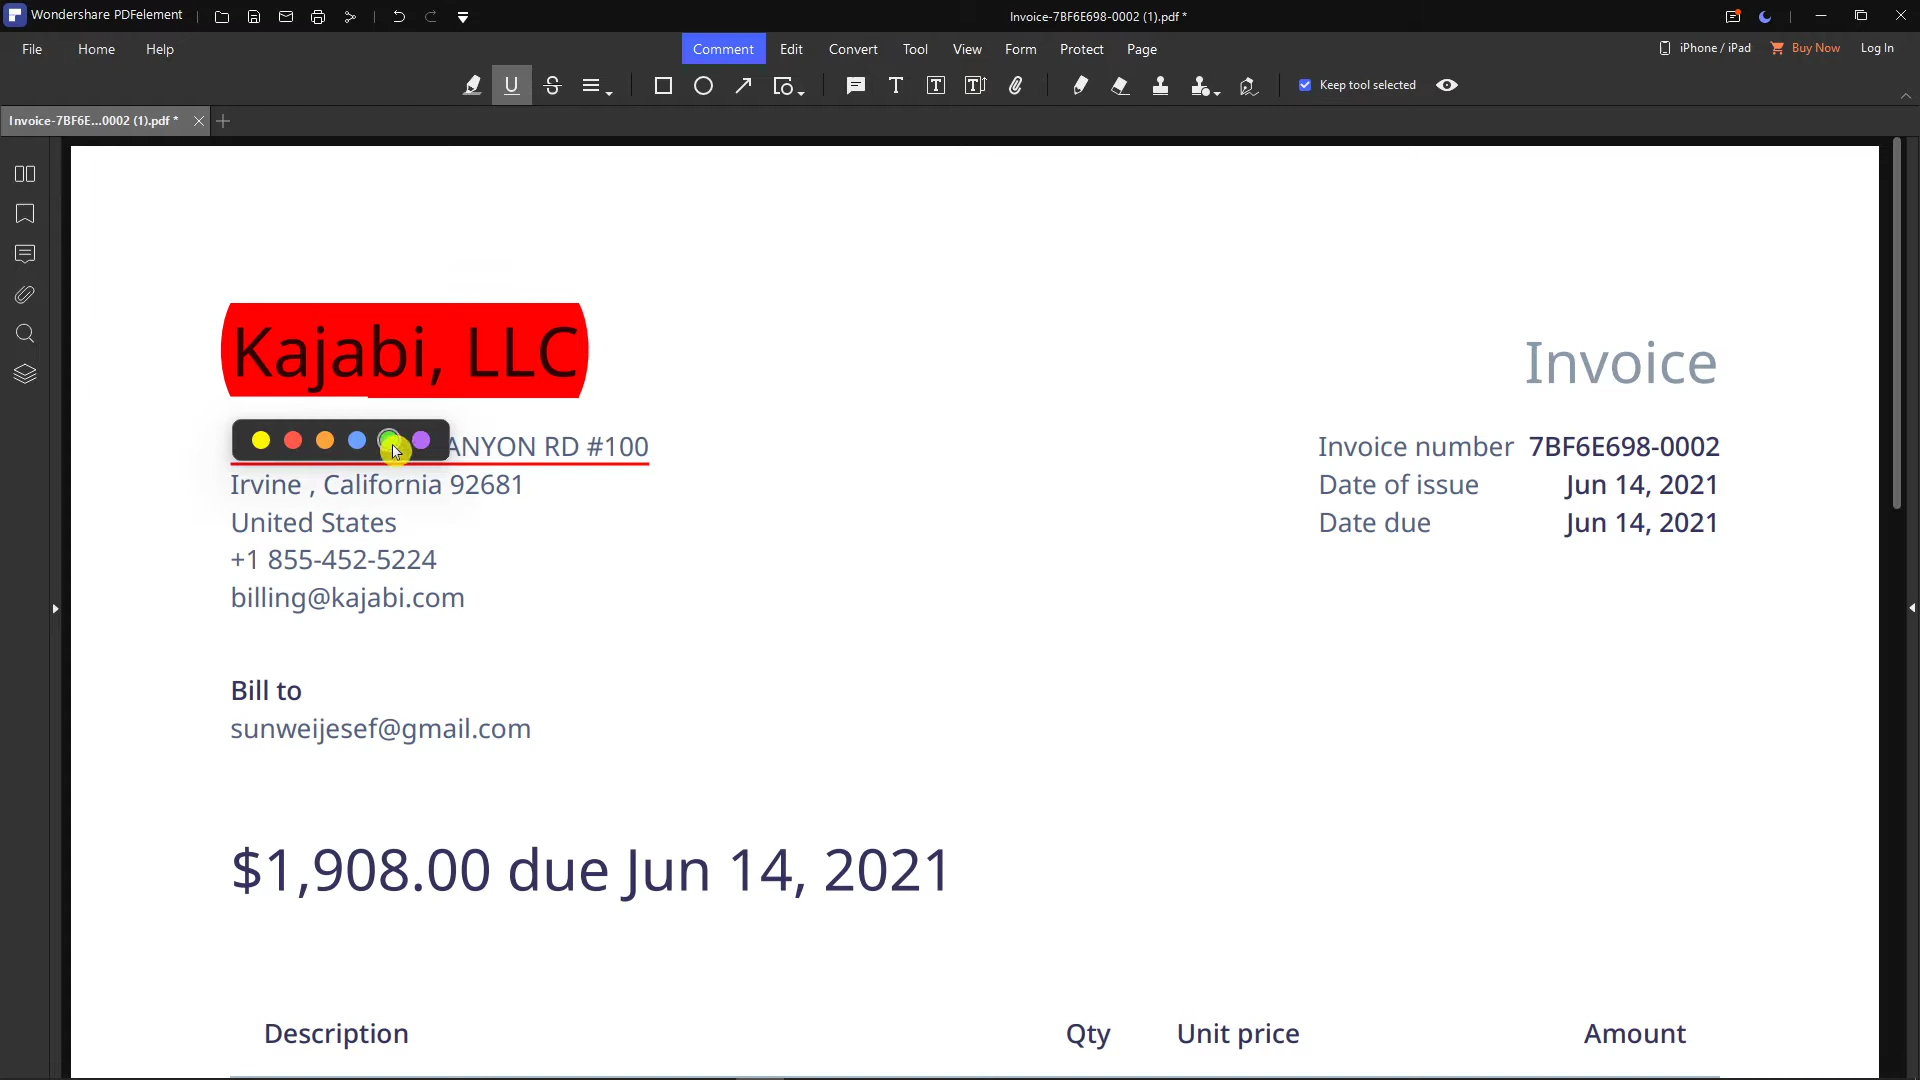 Wondershare PDFelement
Invoice-7BF6E698-0002 (1).pdf *
File Home Help
Comment Edit Convert Tool View Form Protect Page
iPhone / iPad Buy Now Log In
Keep tool selected
Invoice-7BF6E...0002 (1).pdf *
Kajabi, LLC
Invoice
ANYON RD #100
Irvine , California 92681
United States
+1 855-452-5224
billing@kajabi.com
Invoice number 7BF6E698-0002
Date of issue Jun 14, 2021
Date due Jun 14, 2021
Bill to
sunweijesef@gmail.com
$1,908.00 due Jun 14, 2021
Description Qty Unit price Amount